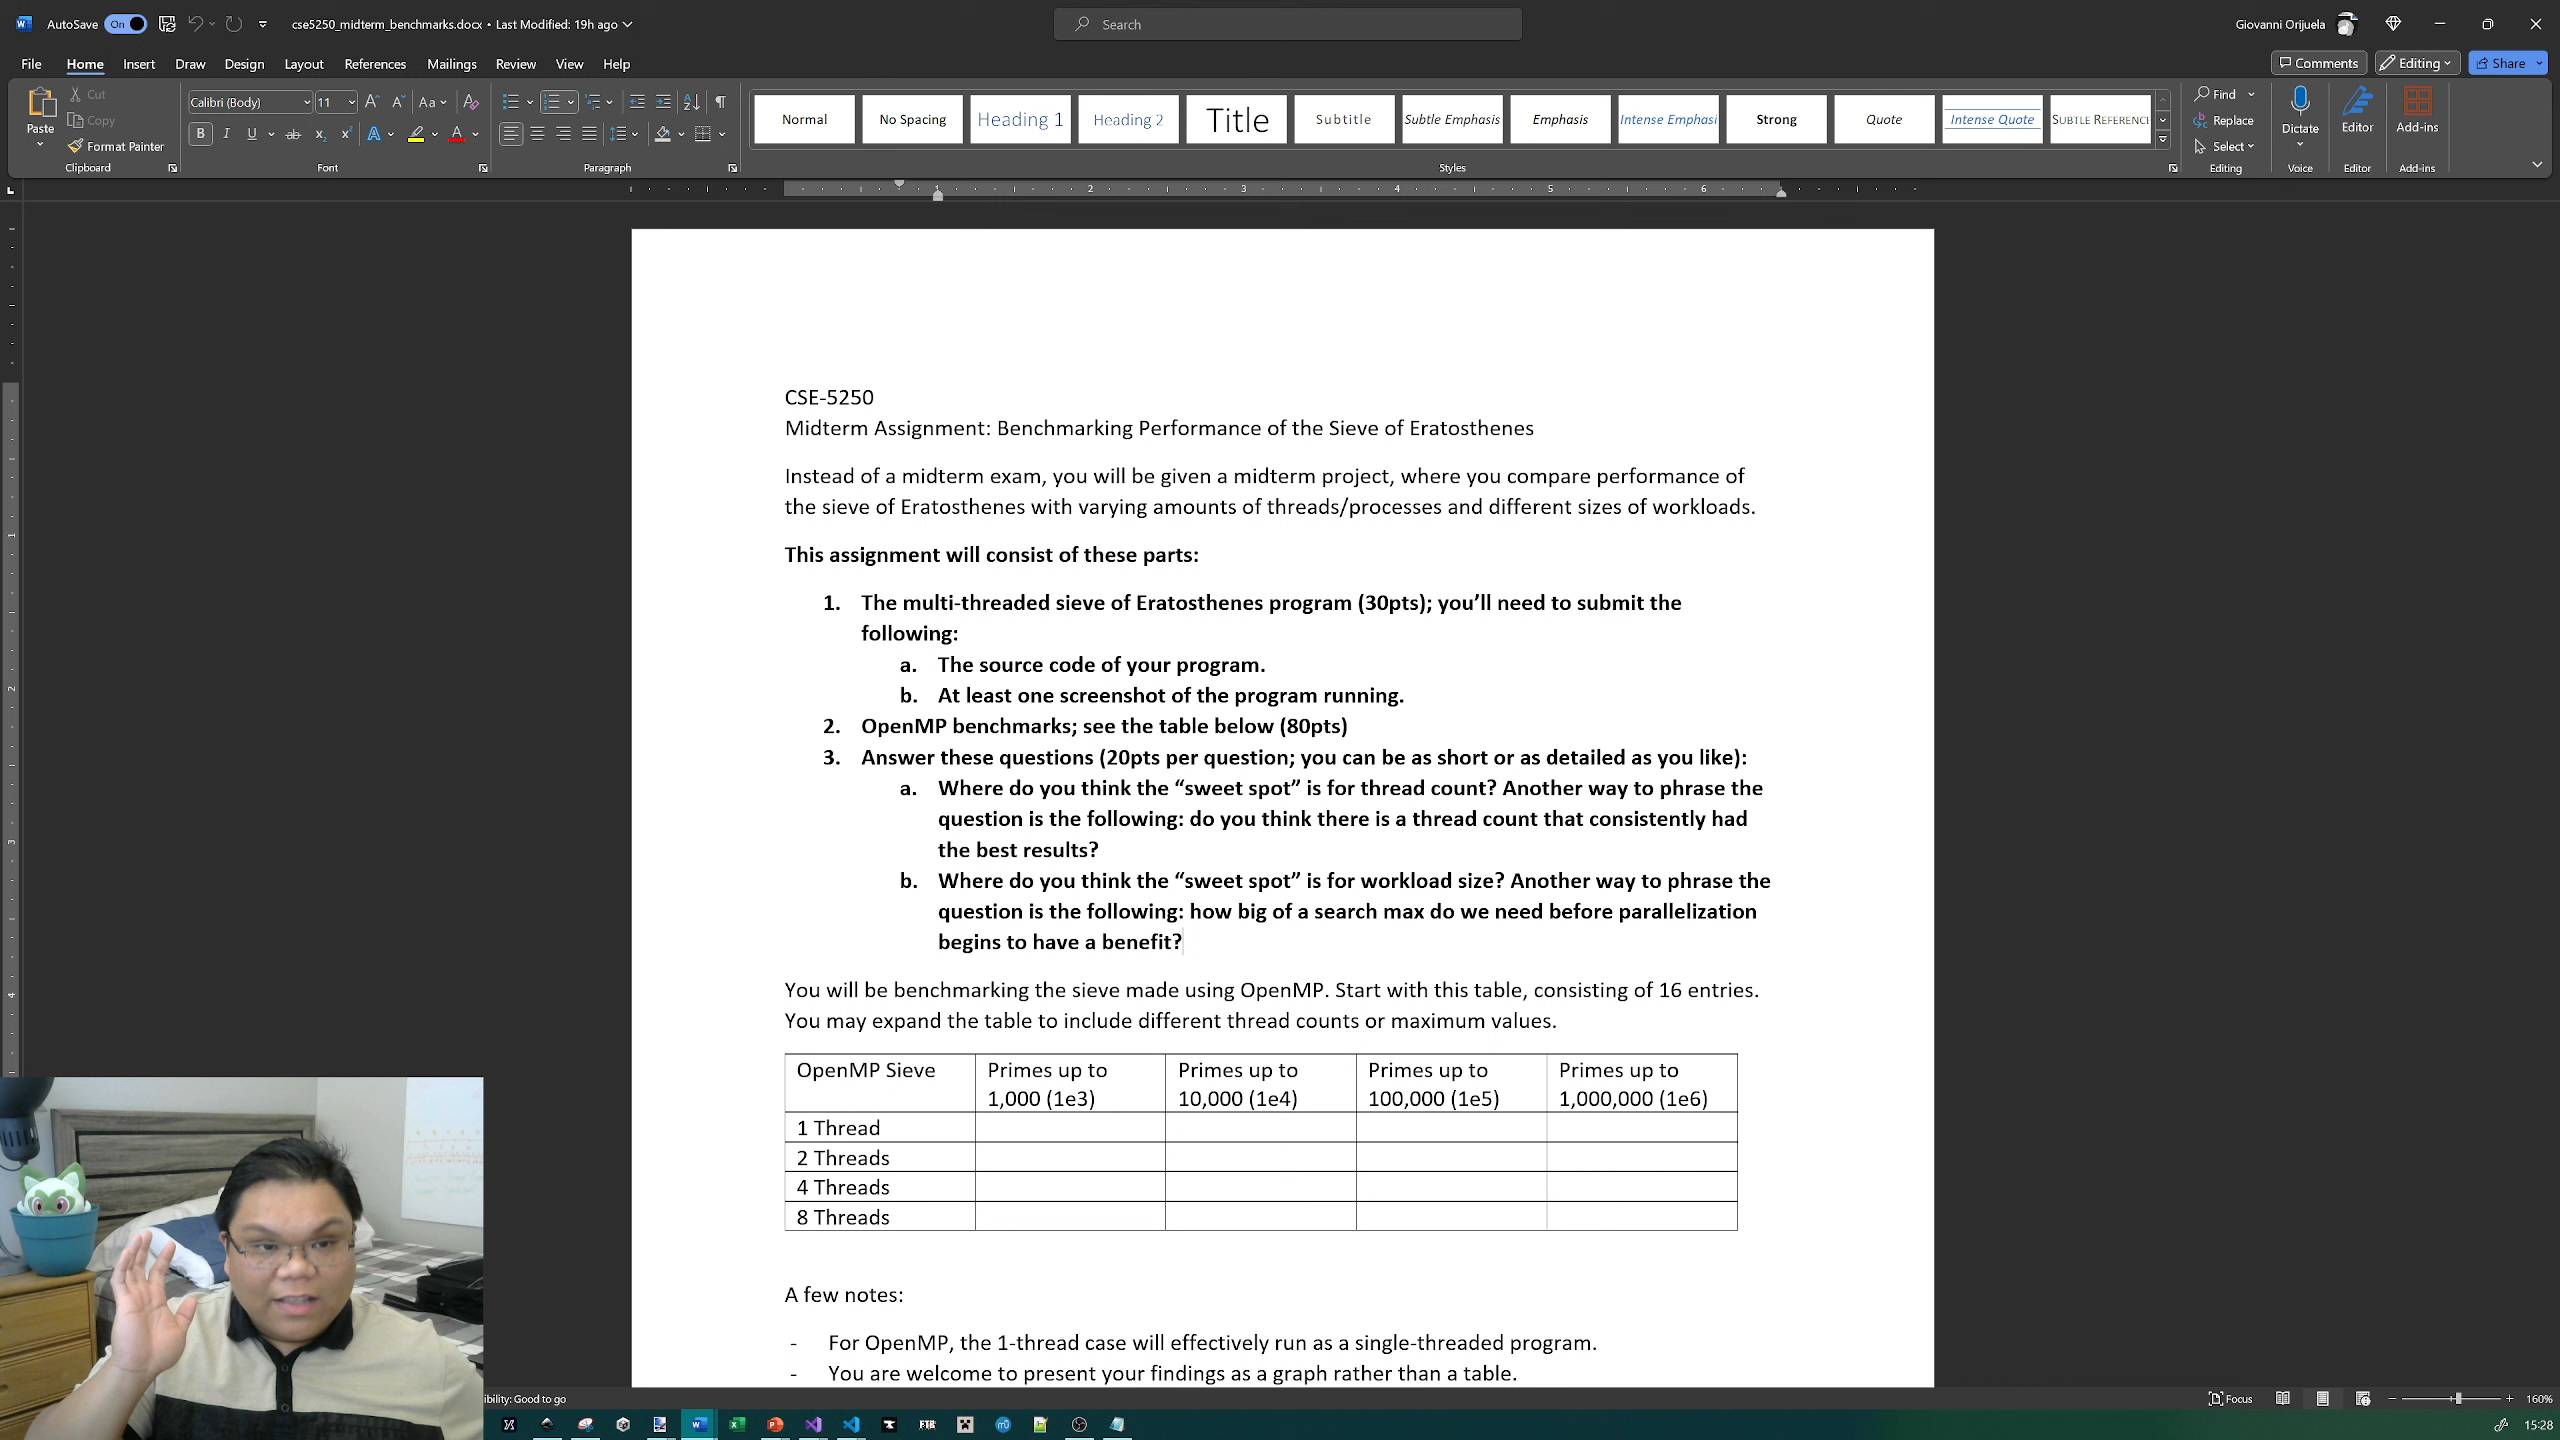 AutoSave On cse5250_midterm_benchmarks.docx • Last Modified: 19h ago Search Giovanni Orijuela
File Home Insert Draw Design Layout References Mailings Review View Help Comments Editing Share
Paste Cut Copy Format Painter
Calibri (Body) 11
Normal No Spacing Heading 1 Heading 2 Title Subtitle Subtle Emphasis Emphasis Intense Emphasi Strong Quote Intense Quote SUBTLE REFERENC
Find Replace Select Dictate Editor Add-ins
Clipboard Font Paragraph Styles Editing Voice Editor Add-ins
1 2 3 4 5 6
CSE-5250
Midterm Assignment: Benchmarking Performance of the Sieve of Eratosthenes
Instead of a midterm exam, you will be given a midterm project, where you compare performance of
the sieve of Eratosthenes with varying amounts of threads/processes and different sizes of workloads.
This assignment will consist of these parts:
1. The multi-threaded sieve of Eratosthenes program (30pts); you’ll need to submit the
following:
a. The source code of your program.
b. At least one screenshot of the program running.
2. OpenMP benchmarks; see the table below (80pts)
3. Answer these questions (20pts per question; you can be as short or as detailed as you like):
a. Where do you think the “sweet spot” is for thread count? Another way to phrase the
question is the following: do you think there is a thread count that consistently had
the best results?
b. Where do you think the “sweet spot” is for workload size? Another way to phrase the
question is the following: how big of a search max do we need before parallelization
begins to have a benefit?
You will be benchmarking the sieve made using OpenMP. Start with this table, consisting of 16 entries.
You may expand the table to include different thread counts or maximum values.
OpenMP Sieve Primes up to Primes up to Primes up to Primes up to
1,000 (1e3) 10,000 (1e4) 100,000 (1e5) 1,000,000 (1e6)
1 Thread
2 Threads
4 Threads
8 Threads
A few notes:
- For OpenMP, the 1-thread case will effectively run as a single-threaded program.
- You are welcome to present your findings as a graph rather than a table.
ibility: Good to go Focus 160%
FTB 15:28